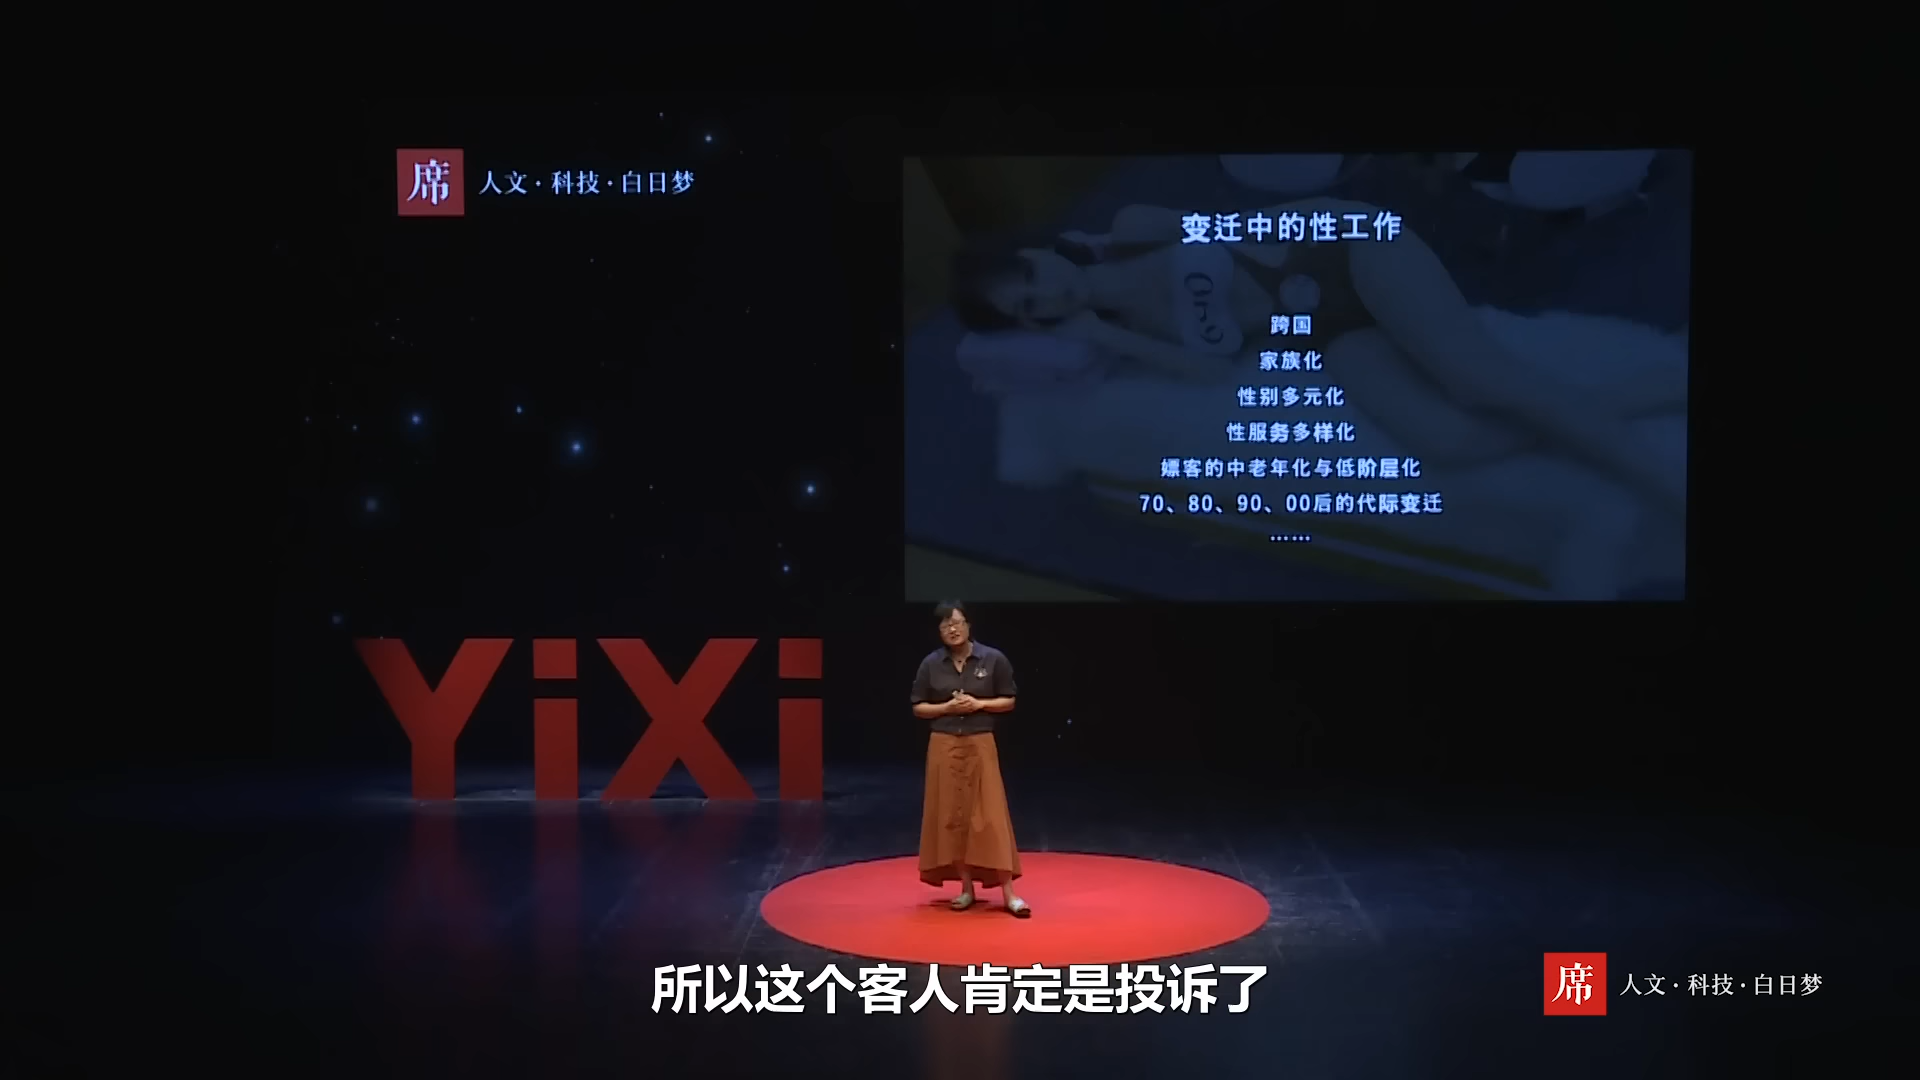 席 人文·科技·白日梦
变迁中的性工作
跨国
家族化
性别多元化
性服务多样化
嫖客的中老年化与低阶层化
70、80、90、00后的代际变迁
……
YiXi
所以这个客人肯定是投诉了
席 人文·科技·白日梦